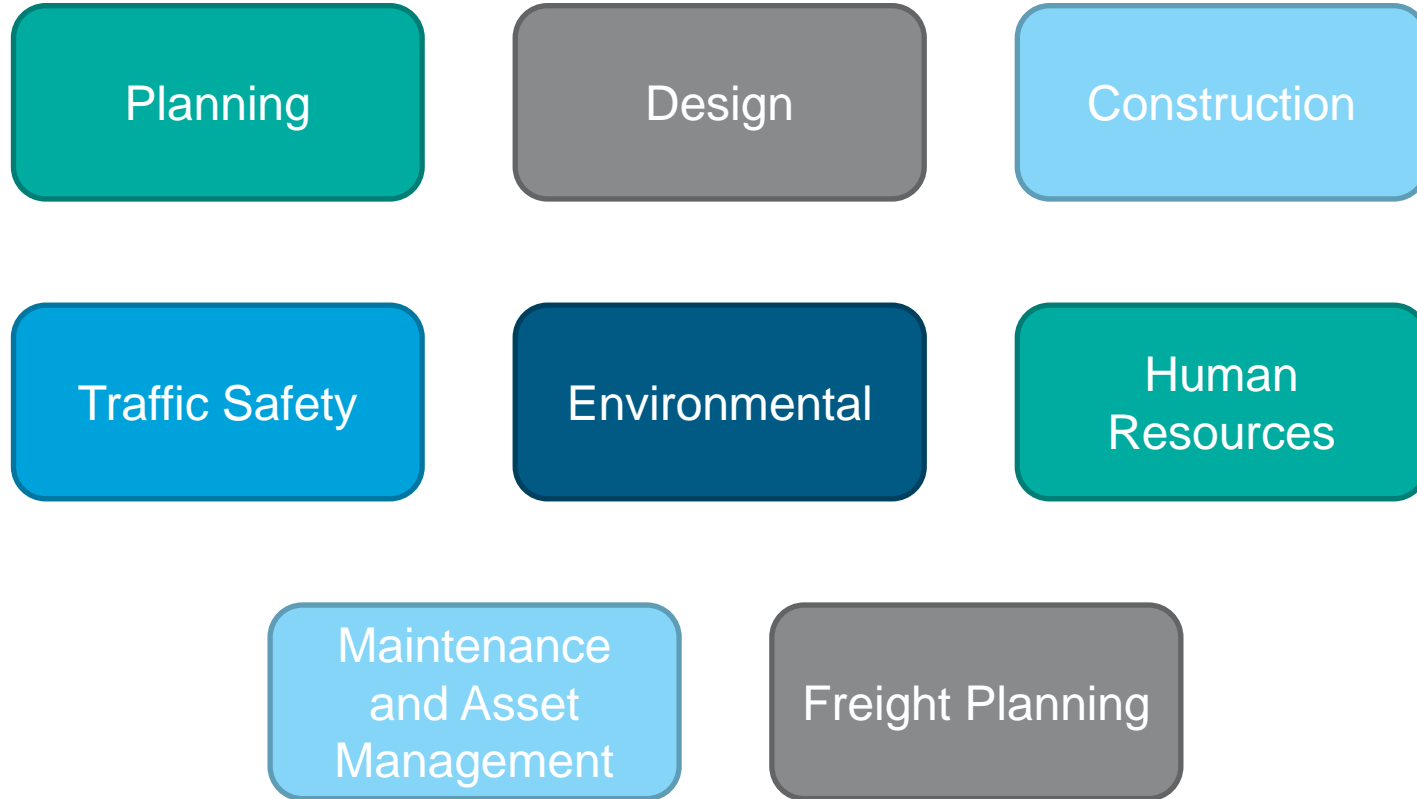 Planning
Design
Construction
Traffic Safety
Environmental
Human
Resources
Maintenance
and Asset
Management
Freight Planning